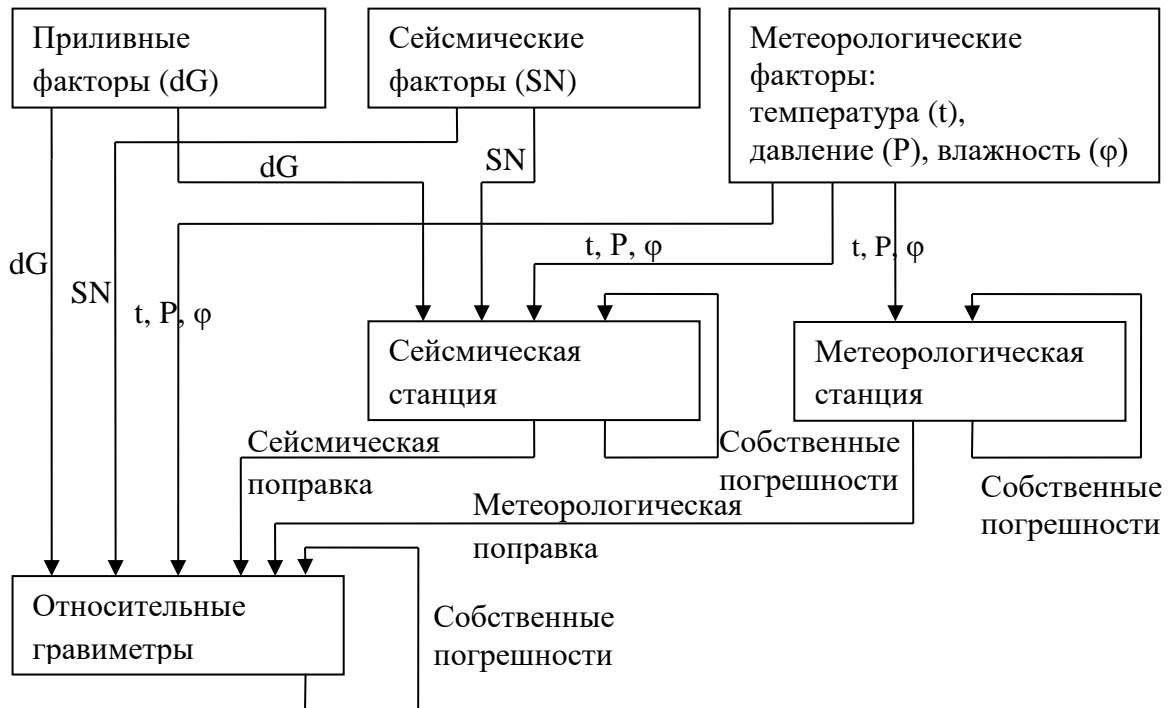 Приливные
факторы (dG)
Сейсмические
факторы (SN)
Метеорологические
факторы:
температура (t),
давление (P), влажность (φ)
dG
SN
t, P, φ
t, P, φ
dG
SN
t, P, φ
Сейсмическая
станция
Метеорологическая
станция
Сейсмическая
поправка
Собственные
погрешности
Собственные
погрешности
Метеорологическая
поправка
Относительные
гравиметры
Собственные
погрешности